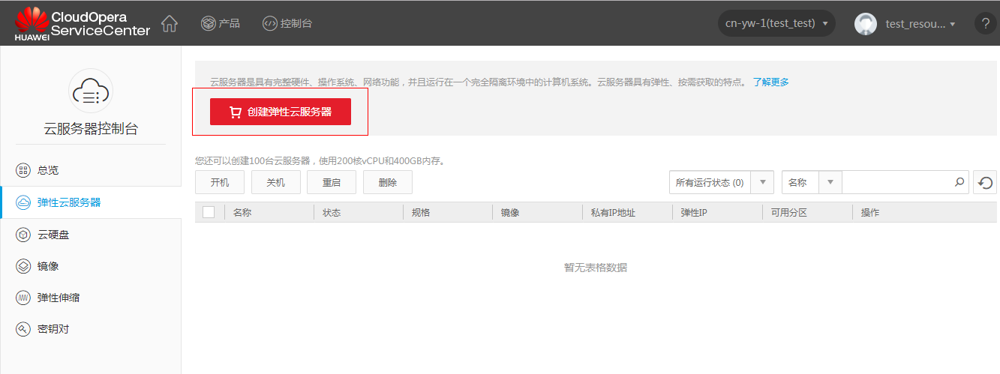 HUAWEI
CloudOpera
ServiceCenter
产品
控制台
cn-yw-1(test_test)
test_resou...
?
云服务器控制台
总览
弹性云服务器
云硬盘
镜像
弹性伸缩
密钥对
云服务器是具有完整硬件、操作系统、网络功能，并且运行在一个完全隔离环境中的计算机系统。云服务器具有弹性、按需获取的特点。 了解更多
创建弹性云服务器
您还可以创建100台云服务器，使用200核vCPU和400GB内存。
开机 关机 重启 删除 所有运行状态 (0) 名称
名称 状态 规格 镜像 私有IP地址 弹性IP 可用分区 操作
暂无表格数据